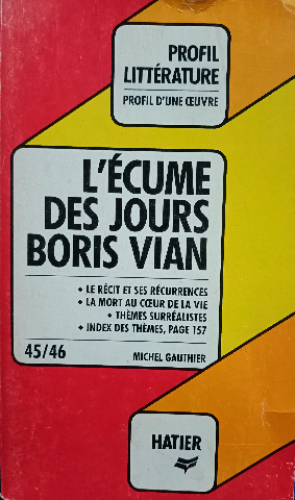 PROFIL
LITTÉRATURE
PROFIL D'UNE ŒUVRE
L'ÉCUME
DES JOURS
BORIS VIAN
• LE RÉCIT ET SES RÉCURRENCES
• LA MORT AU CŒUR DE LA VIE
• THÈMES SURRÉALISTES
• INDEX DES THÈMES, PAGE 157
45/46
MICHEL GAUTHIER
HATIER